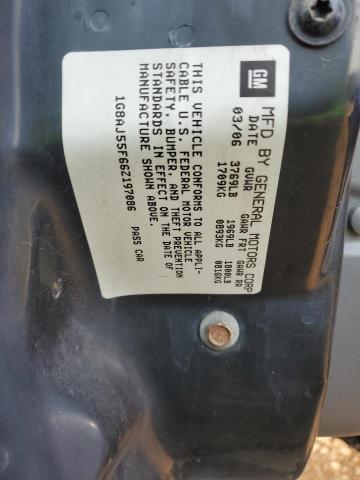 GM
MFD BY GENERAL MOTORS CORP
DATE GVWR GAWR FRT GAWR RR
03/06 3769LB 1969LB 1800LB
1709KG 0893KG 0816KG
THIS VEHICLE CONFORMS TO ALL APPLI-
CABLE U.S. FEDERAL MOTOR VEHICLE
SAFETY, BUMPER, AND THEFT PREVENTION
STANDARDS IN EFFECT ON THE DATE OF
MANUFACTURE SHOWN ABOVE.
1G8AJ55F66Z197086 PASS CAR